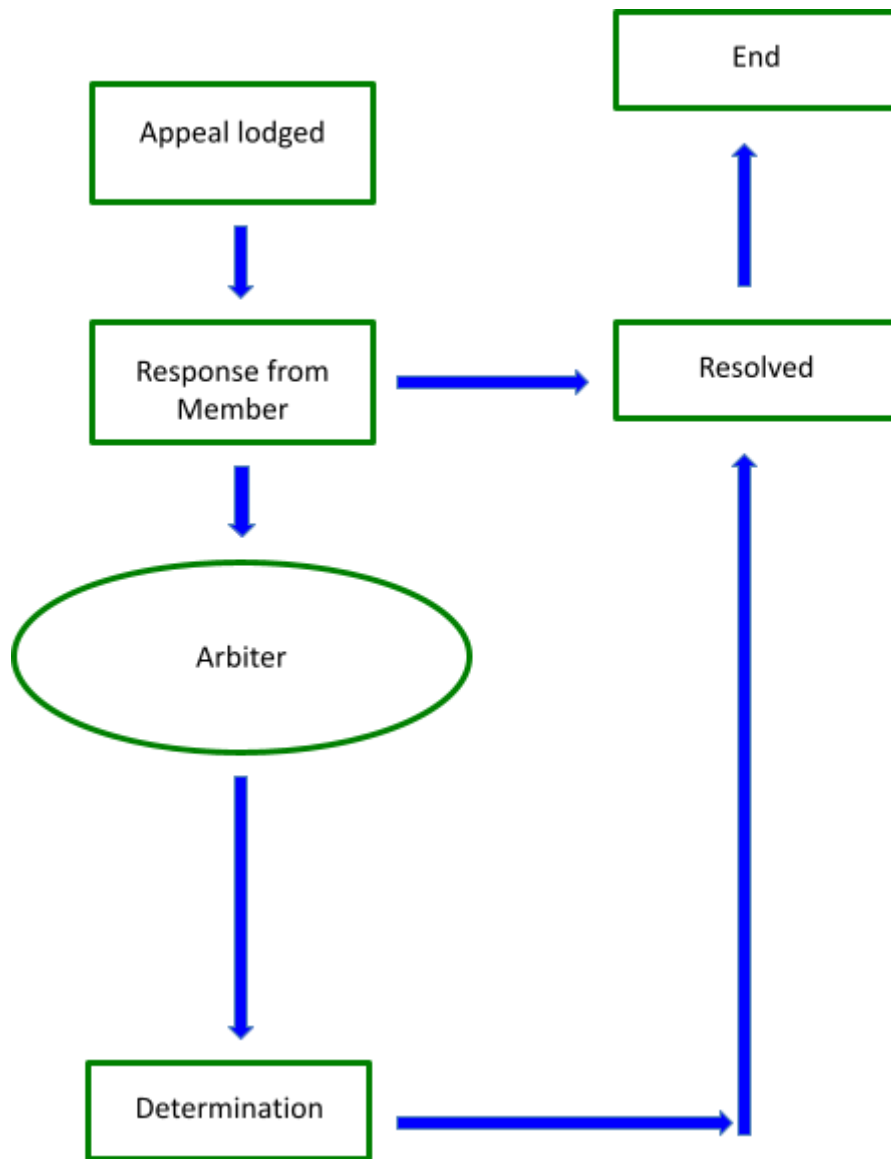 End
Appeal lodged
Response from
Member
Resolved
Arbiter
Determination